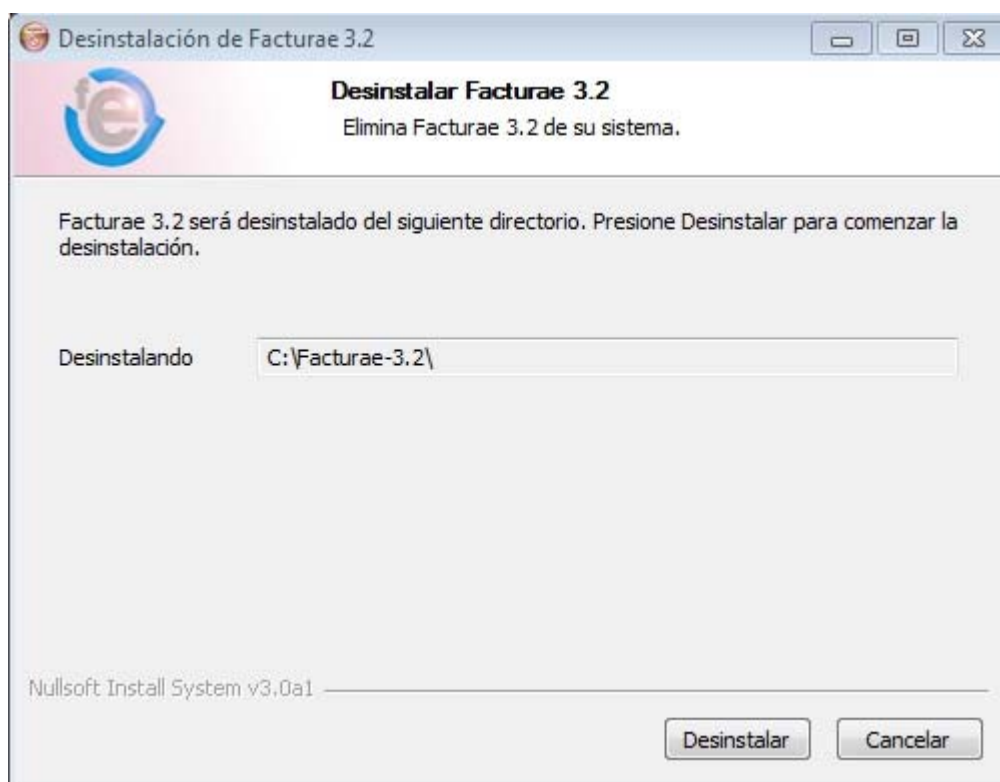 Desinstalación de Facturae 3.2
fe
Desinstalar Facturae 3.2
Elimina Facturae 3.2 de su sistema.
Facturae 3.2 será desinstalado del siguiente directorio. Presione Desinstalar para comenzar la
desinstalación.
Desinstalando C:\Facturae-3.2\
Nullsoft Install System v3.0a1
Desinstalar Cancelar